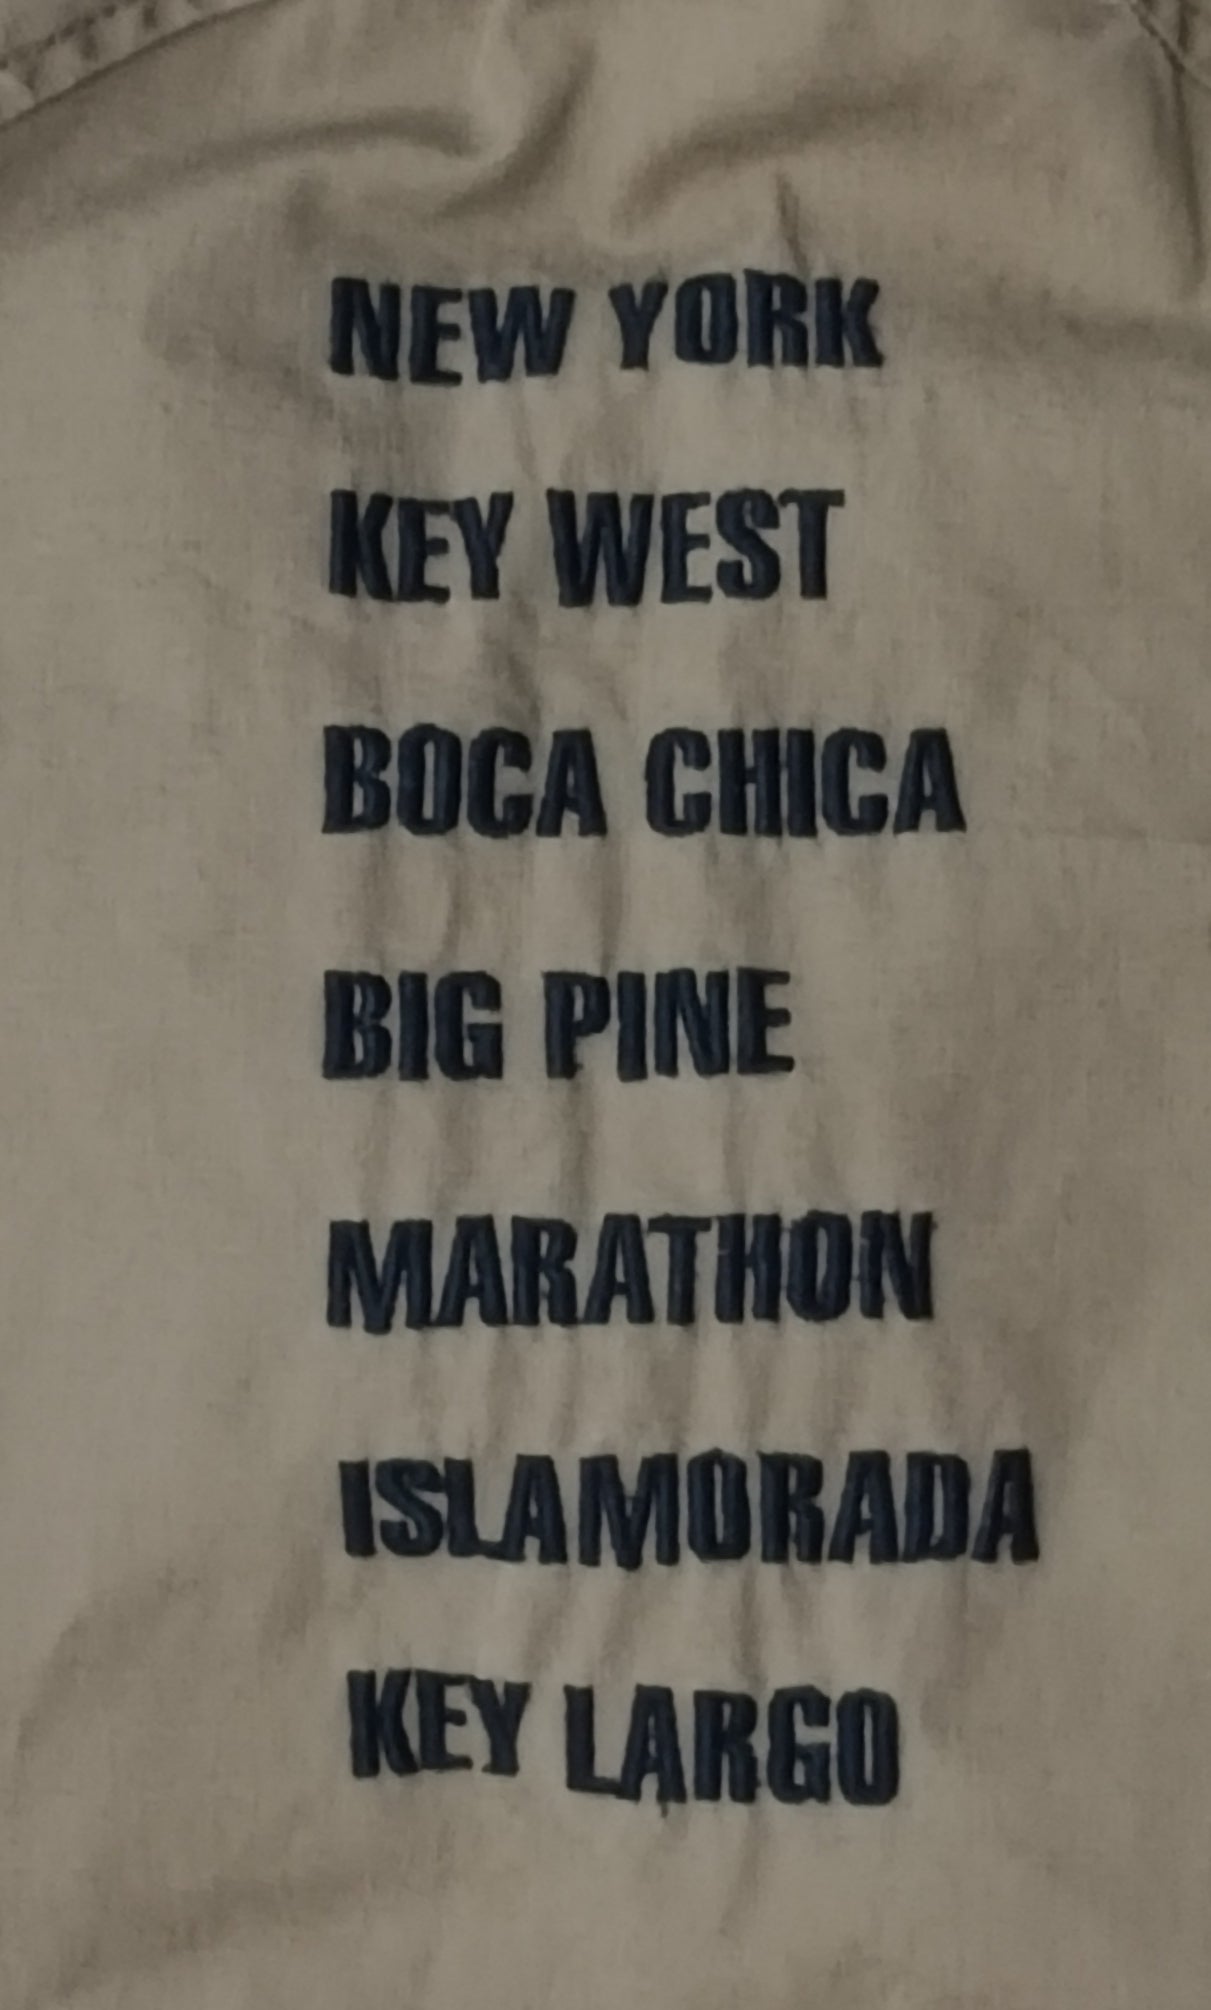 NEW YORK
KEY WEST
BOCA CHICA
BIG PINE
MARATHON
ISLAMORADA
KEY LARGO